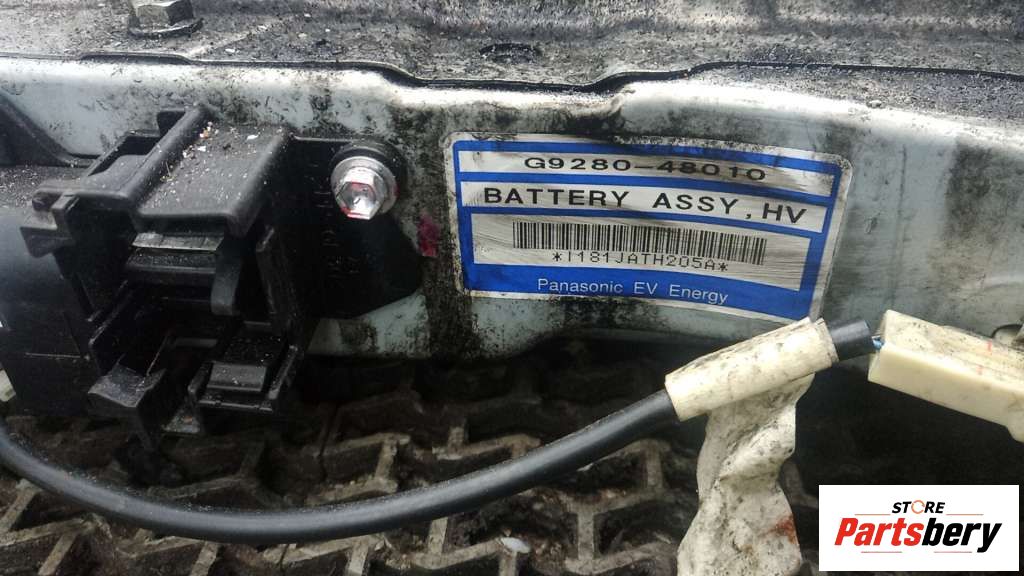 G9280-48010
BATTERY ASSY, HV
*I181JATH205A*
Panasonic EV Energy
STORE
Partsbery